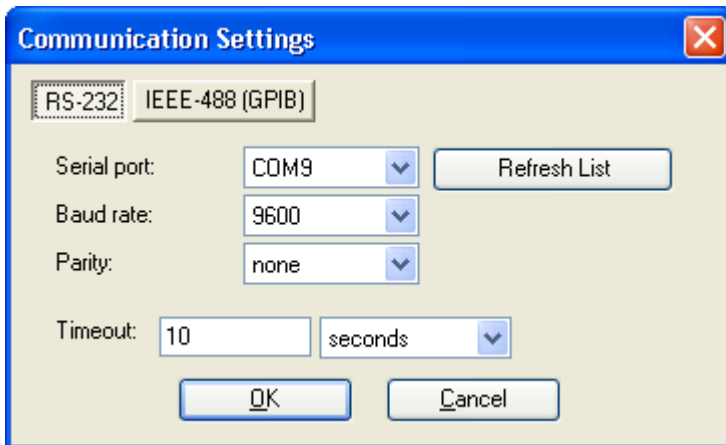 Communication Settings
RS-232 IEEE-488 (GPIB)
Serial port: COM9 Refresh List
Baud rate: 9600
Parity: none
Timeout: 10 seconds
OK Cancel